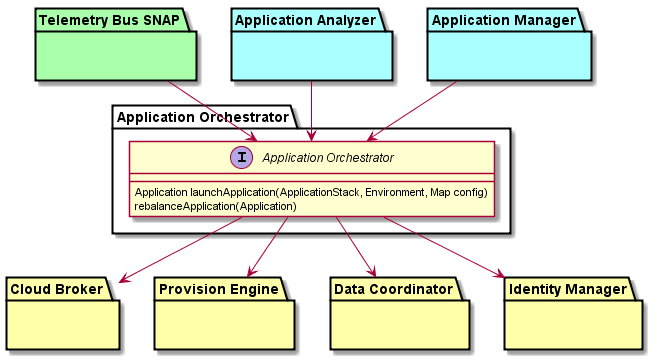 Telemetry Bus SNAP
Application Analyzer
Application Manager
Application Orchestrator
I
Application Orchestrator
Application launchApplication(ApplicationStack, Environment, Map config)
rebalanceApplication(Application)
Cloud Broker
Provision Engine
Data Coordinator
Identity Manager